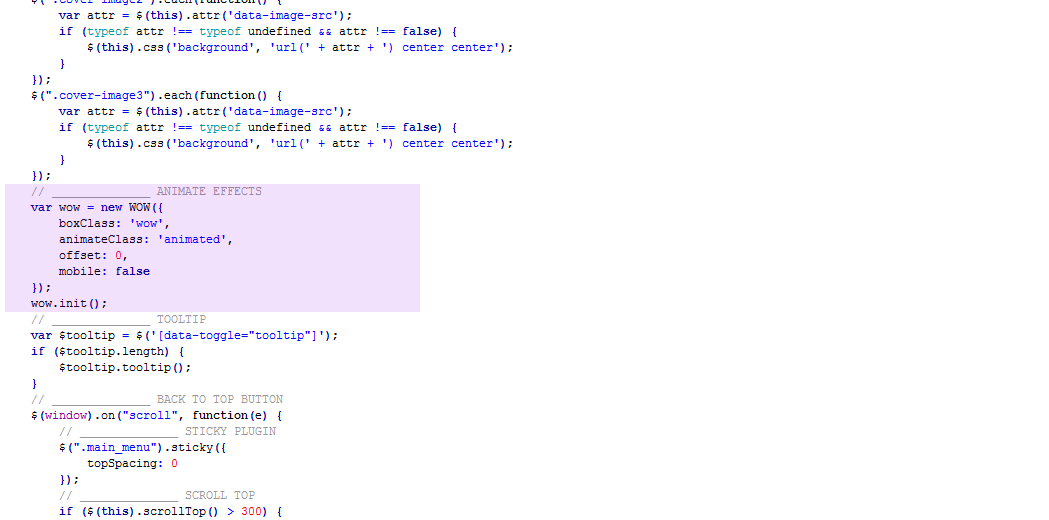 $(".cover-image2").each(function() {
var attr = $(this).attr('data-image-src');
if (typeof attr !== typeof undefined && attr !== false) {
$(this).css('background', 'url(' + attr + ') center center');
}
});
$(".cover-image3").each(function() {
var attr = $(this).attr('data-image-src');
if (typeof attr !== typeof undefined && attr !== false) {
$(this).css('background', 'url(' + attr + ') center center');
}
});
// ______________ ANIMATE EFFECTS
var wow = new WOW({
boxClass: 'wow',
animateClass: 'animated',
offset: 0,
mobile: false
});
wow.init();
// ______________ TOOLTIP
var $tooltip = $('[data-toggle="tooltip"]');
if ($tooltip.length) {
$tooltip.tooltip();
}
// ______________ BACK TO TOP BUTTON
$(window).on("scroll", function(e) {
// ______________ STICKY PLUGIN
$(".main_menu").sticky({
topSpacing: 0
});
// ______________ SCROLL TOP
if ($(this).scrollTop() > 300) {